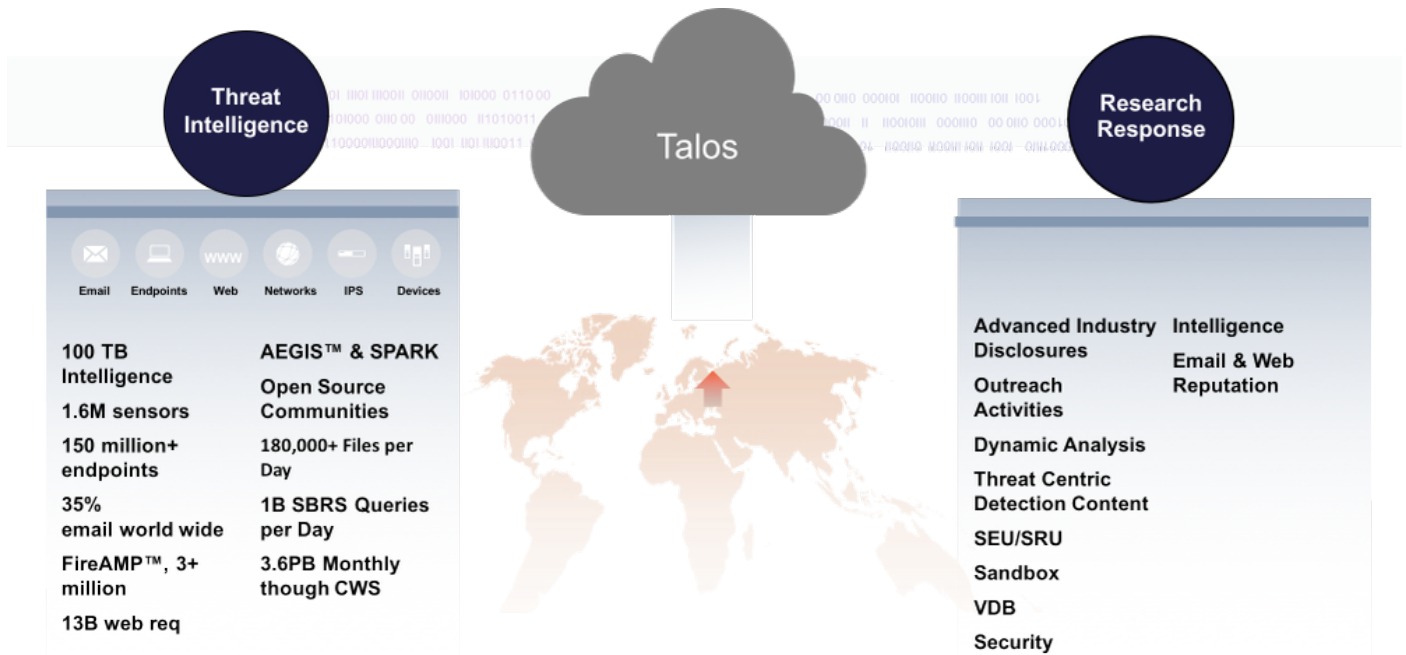 Threat
Intelligence
Talos
Research
Response
www
Email
Endpoints
Web
Networks
IPS
Devices
100 TB
Intelligence
1.6M sensors
150 million+
endpoints
35%
email world wide
FireAMP™, 3+
million
13B web req
AEGIS™ & SPARK
Open Source
Communities
180,000+ Files per
Day
1B SBRS Queries
per Day
3.6PB Monthly
though CWS
Advanced Industry
Disclosures
Outreach
Activities
Dynamic Analysis
Threat Centric
Detection Content
SEU/SRU
Sandbox
VDB
Security
Intelligence
Email & Web
Reputation